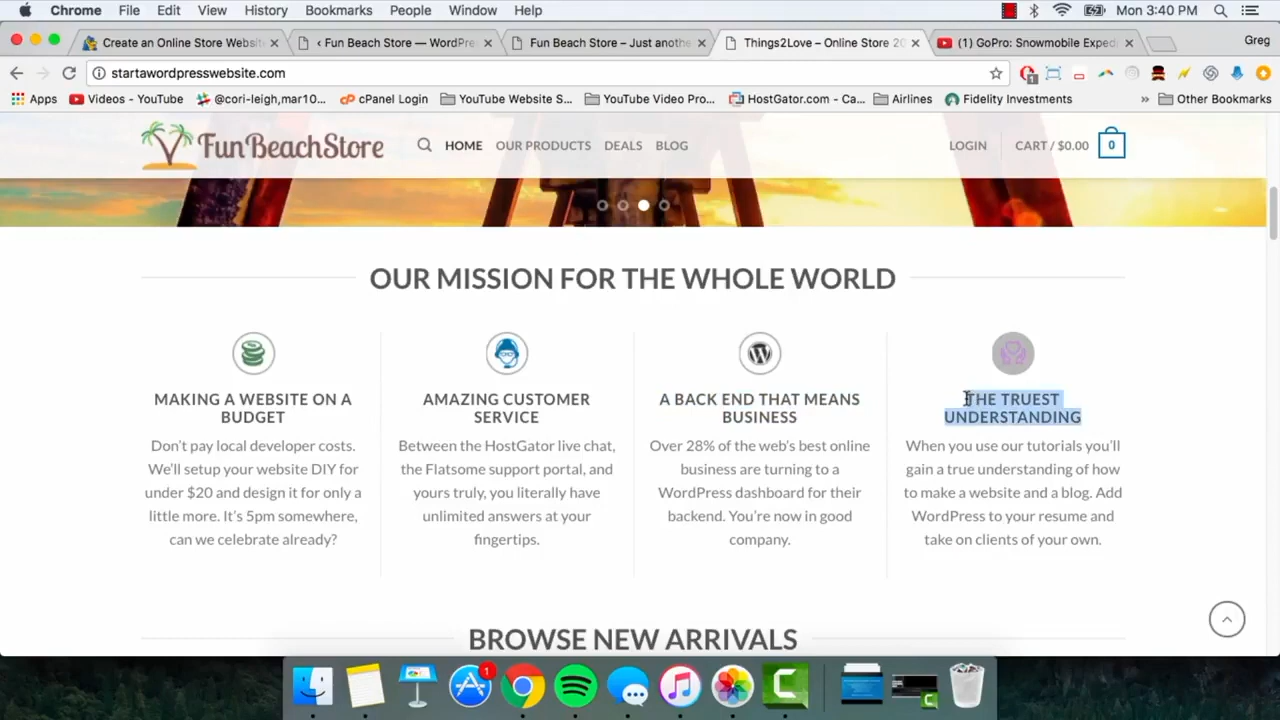 Chrome File Edit View History Bookmarks People Window Help Mon 3:40 PM
Create an Online Store Websit × ‹ Fun Beach Store — WordPre × Fun Beach Store – Just anothe × Things2Love – Online Store 20 × (1) GoPro: Snowmobile Exped × Greg
startawordpresswebsite.com
Apps Videos - YouTube @cori-leigh,mar10... cPanel Login YouTube Website S... YouTube Video Pro... HostGator.com - Ca... Airlines Fidelity Investments » Other Bookmarks
FunBeachStore HOME OUR PRODUCTS DEALS BLOG LOGIN CART / $0.00 0
OUR MISSION FOR THE WHOLE WORLD
MAKING A WEBSITE ON A
BUDGET
Don't pay local developer costs.
We'll setup your website DIY for
under $20 and design it for only a
little more. It's 5pm somewhere,
can we celebrate already?
AMAZING CUSTOMER
SERVICE
Between the HostGator live chat,
the Flatsome support portal, and
yours truly, you literally have
unlimited answers at your
fingertips.
A BACK END THAT MEANS
BUSINESS
Over 28% of the web's best online
business are turning to a
WordPress dashboard for their
backend. You're now in good
company.
THE TRUEST
UNDERSTANDING
When you use our tutorials you'll
gain a true understanding of how
to make a website and a blog. Add
WordPress to your resume and
take on clients of your own.
BROWSE NEW ARRIVALS
1